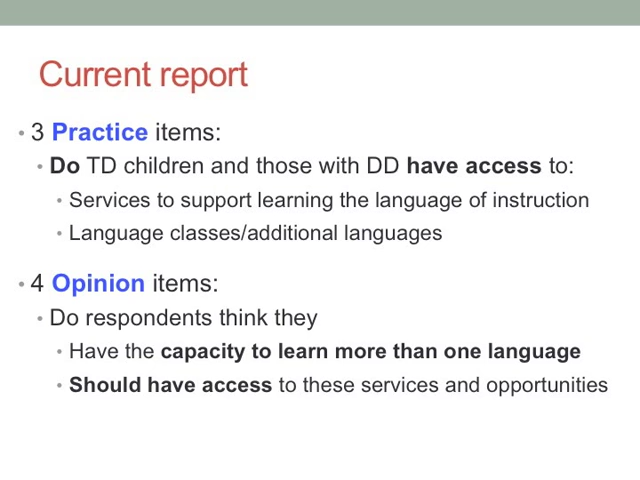 Current report
• 3 Practice items:
• Do TD children and those with DD have access to:
• Services to support learning the language of instruction
• Language classes/additional languages
• 4 Opinion items:
• Do respondents think they
• Have the capacity to learn more than one language
• Should have access to these services and opportunities